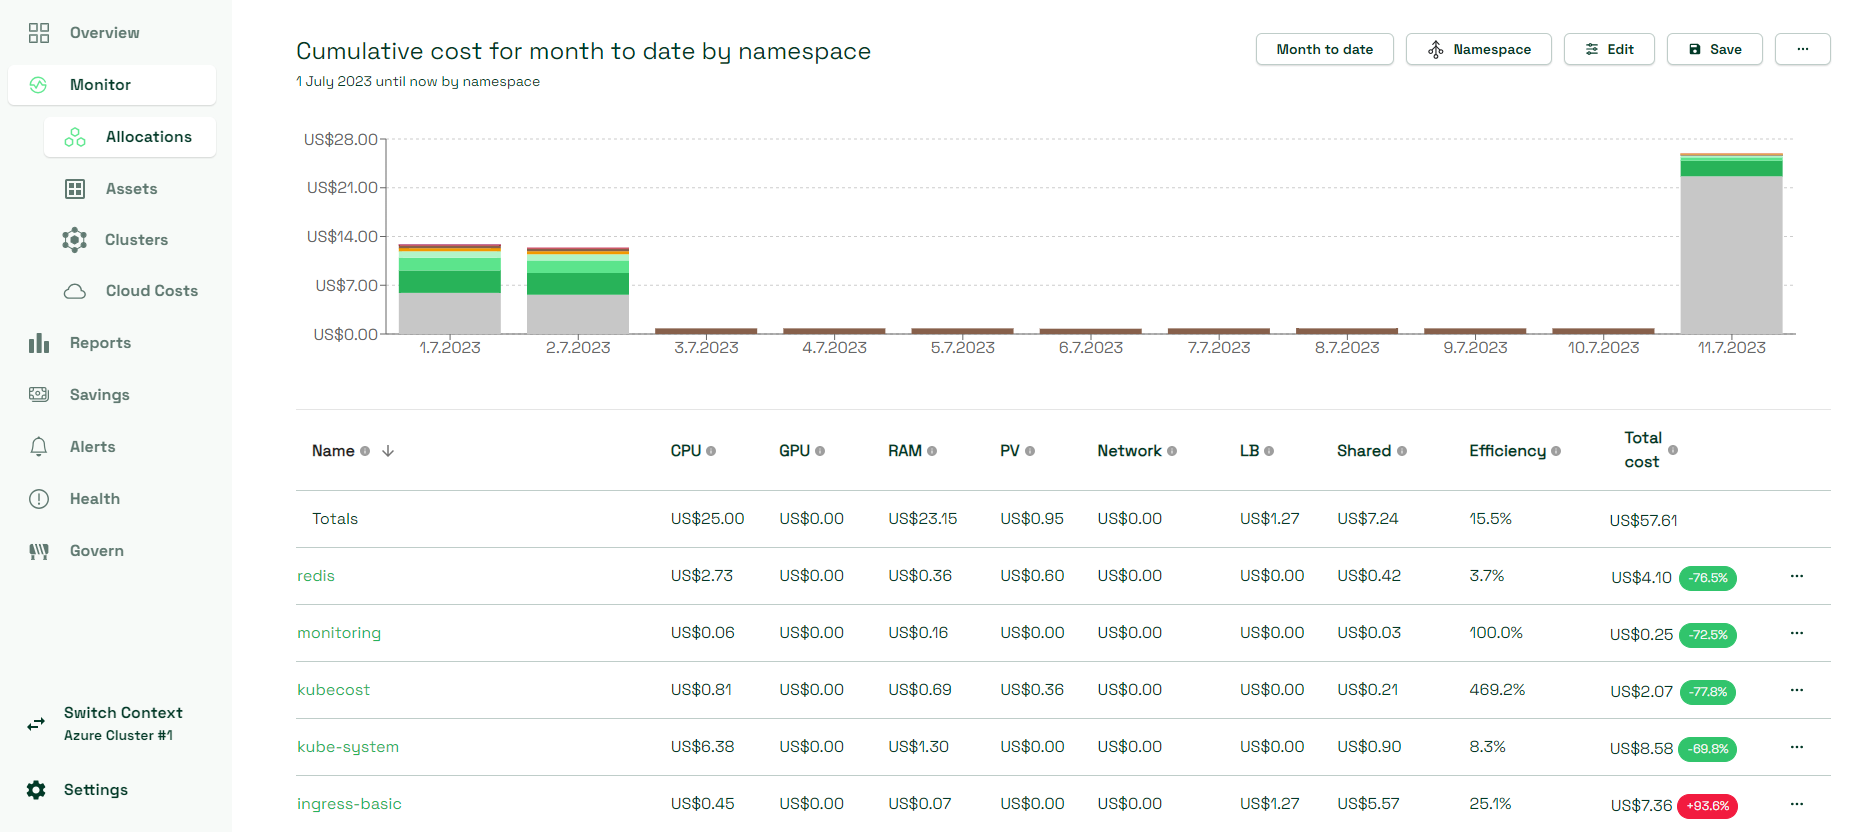 Overview
Monitor
Allocations
Assets
Clusters
Cloud Costs
Reports
Savings
Alerts
Health
Govern
Switch Context
Azure Cluster #1
Settings
Cumulative cost for month to date by namespace
1 July 2023 until now by namespace
Month to date
Namespace
Edit
Save
...
US$28.00
US$21.00
US$14.00
US$7.00
US$0.00
1.7.2023 2.7.2023 3.7.2023 4.7.2023 5.7.2023 6.7.2023 7.7.2023 8.7.2023 9.7.2023 10.7.2023 11.7.2023
Name CPU GPU RAM PV Network LB Shared Efficiency Total cost
Totals US$25.00 US$0.00 US$23.15 US$0.95 US$0.00 US$1.27 US$7.24 15.5% US$57.61
redis US$2.73 US$0.00 US$0.36 US$0.60 US$0.00 US$0.00 US$0.42 3.7% US$4.10 -76.5% ...
monitoring US$0.06 US$0.00 US$0.16 US$0.00 US$0.00 US$0.00 US$0.03 100.0% US$0.25 -72.5% ...
kubecost US$0.81 US$0.00 US$0.69 US$0.36 US$0.00 US$0.00 US$0.21 469.2% US$2.07 -77.8% ...
kube-system US$6.38 US$0.00 US$1.30 US$0.00 US$0.00 US$0.00 US$0.90 8.3% US$8.58 -69.8% ...
ingress-basic US$0.45 US$0.00 US$0.07 US$0.00 US$0.00 US$1.27 US$5.57 25.1% US$7.36 +93.6% ...